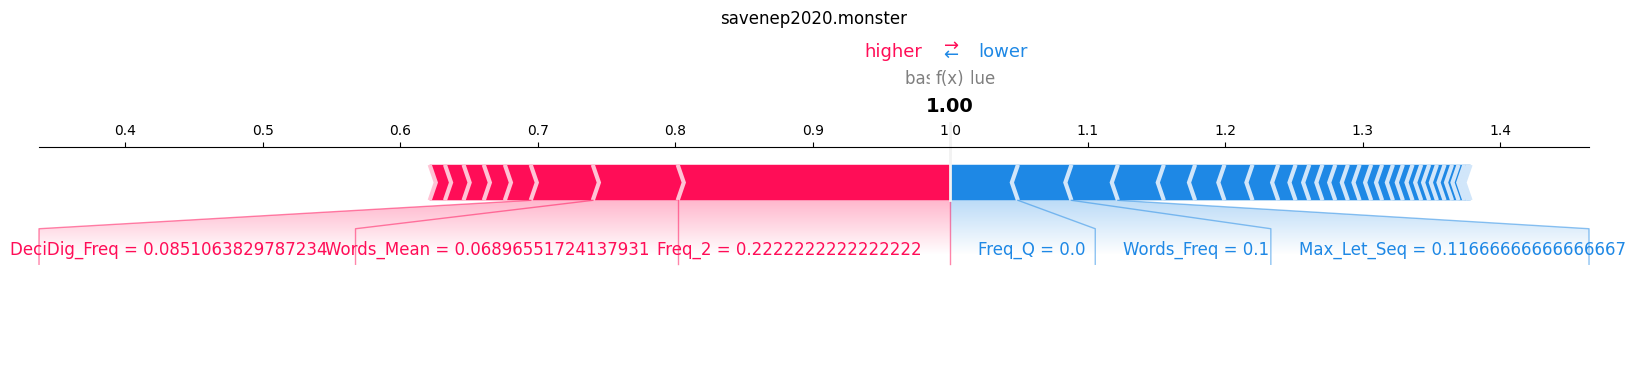 savenep2020.monster
higher ⇄ lower
f(x)
1.00
0.4 0.5 0.6 0.7 0.8 0.9 1 0 1.1 1.2 1.3 1.4
DeciDig_Freq = 0.0851063829787234 Words_Mean = 0.06896551724137931 Freq_2 = 0.2222222222222222 Freq_Q = 0.0 Words_Freq = 0.1 Max_Let_Seq = 0.11666666666666667